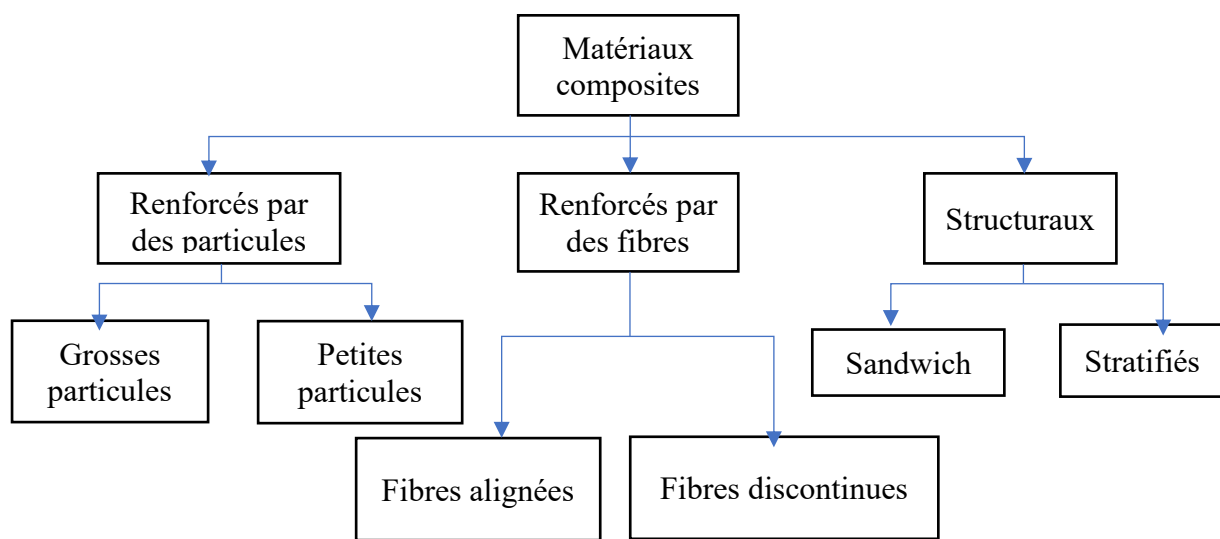 Matériaux
composites
Renforcés par
des particules
Renforcés par
des fibres
Structuraux
Grosses
particules
Petites
particules
Sandwich
Stratifiés
Fibres alignées
Fibres discontinues